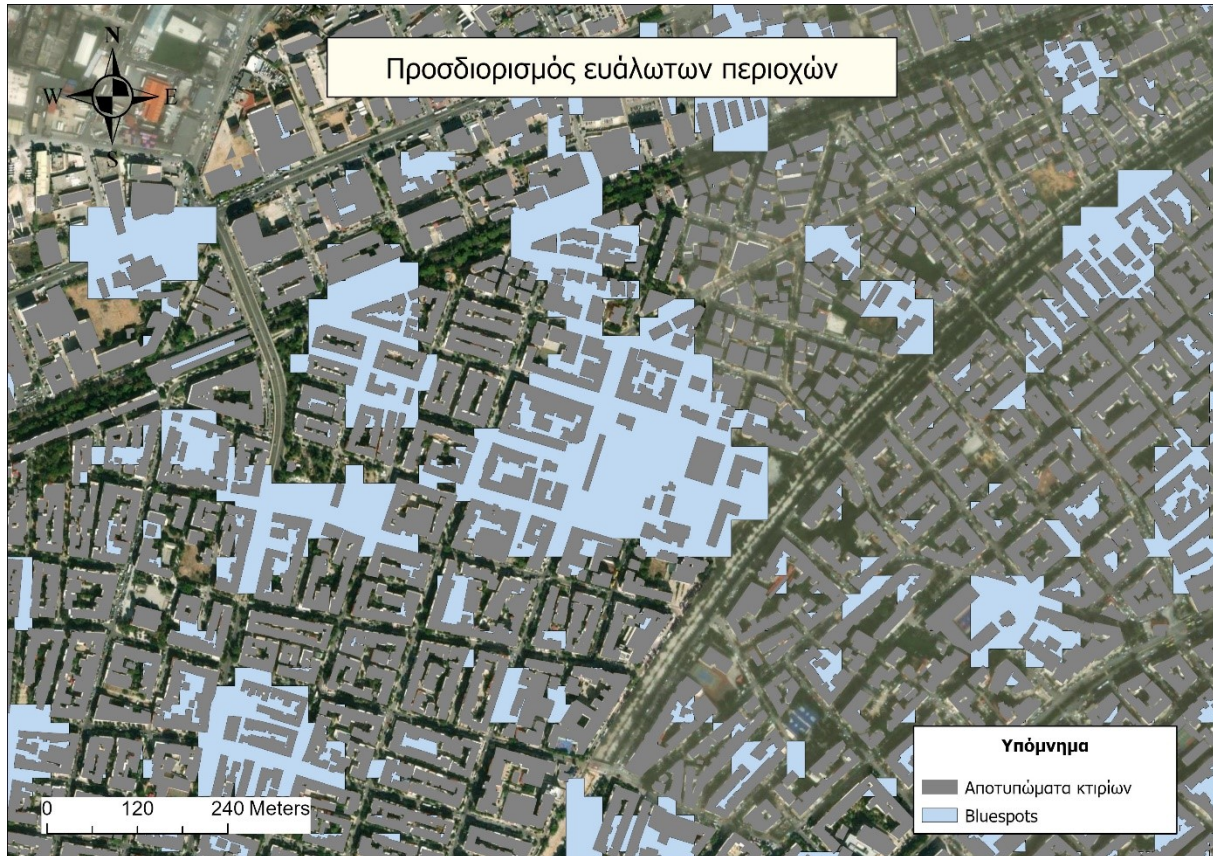 Προσδιορισμός ευάλωτων περιοχών
N
W E
S
Υπόμνημα
Αποτυπώματα κτιρίων
Bluespots
0 120 240 Meters